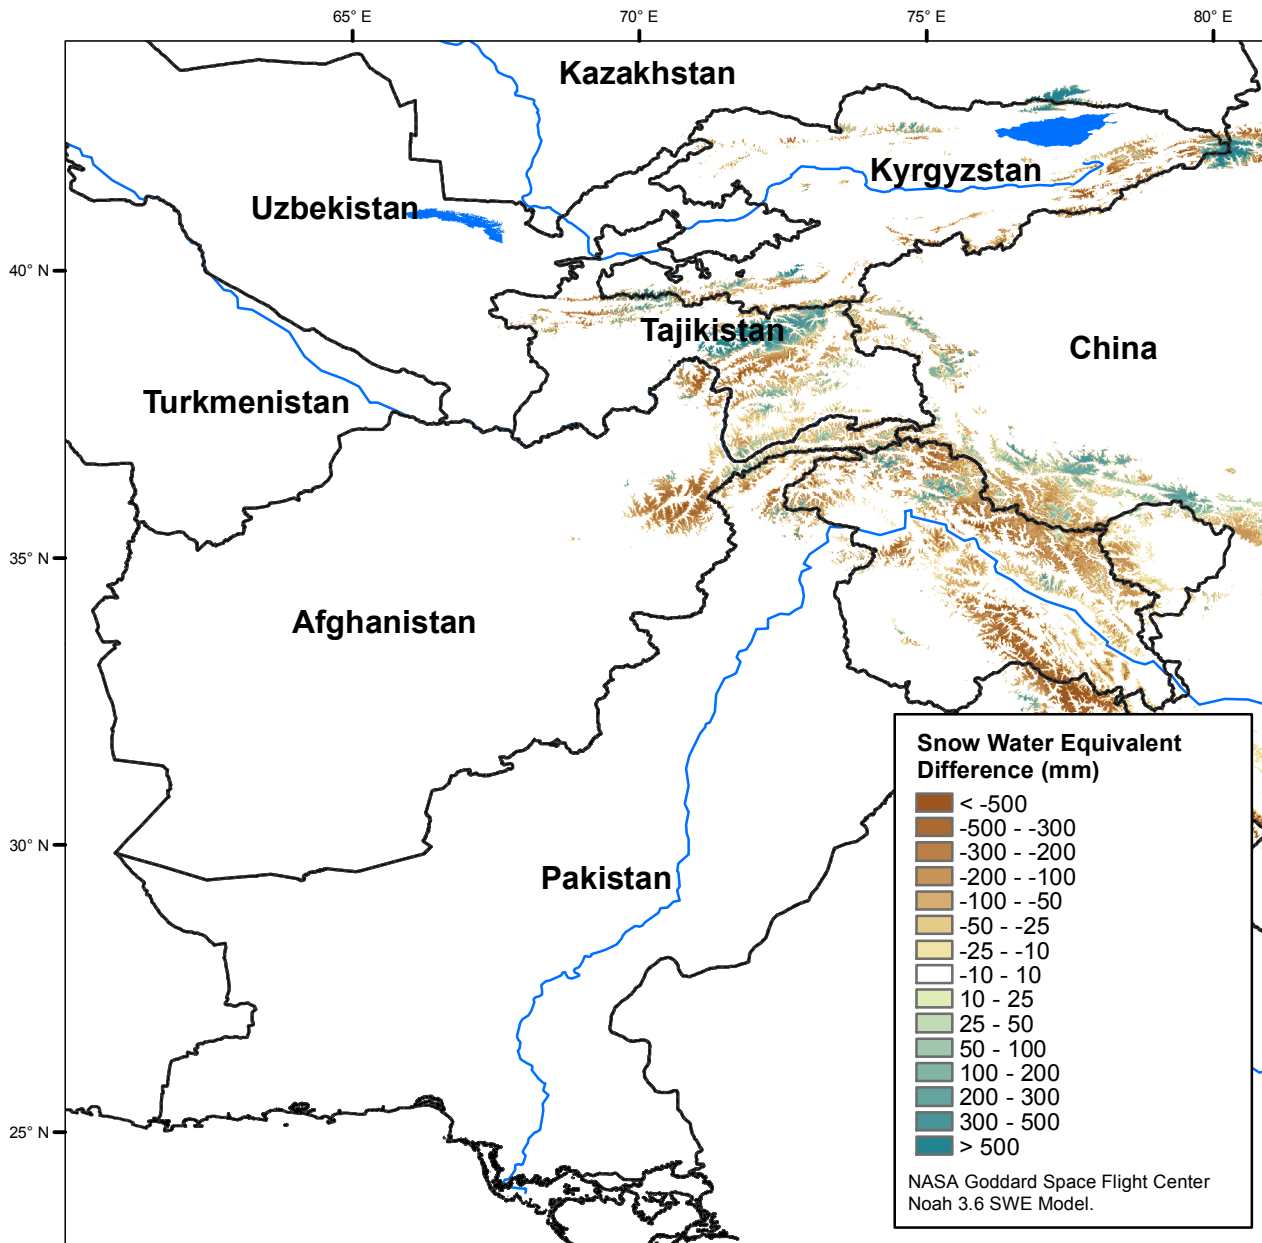 65° E
70° E
75° E
80° E
Kazakhstan
Kyrgyzstan
Uzbekistan
40° N
Tajikistan
China
Turkmenistan
35° N
Afghanistan
Snow Water Equivalent
Difference (mm)
< -500
-500 - -300
-300 - -200
-200 - -100
-100 - -50
-50 - -25
-25 - -10
-10 - 10
10 - 25
25 - 50
50 - 100
100 - 200
200 - 300
300 - 500
> 500
NASA Goddard Space Flight Center
Noah 3.6 SWE Model.
30° N
Pakistan
25° N